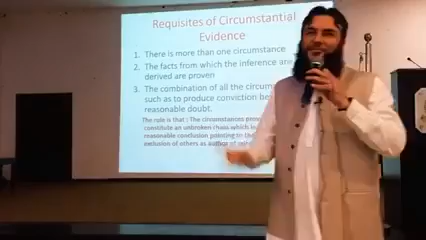 Requisites of Circumstantial
Evidence
1. There is more than one circumstance
2. The facts from which the inference are
derived are proven
3. The combination of all the circum
such as to produce conviction be
reasonable doubt.
The rule is that : The circumstances prov
constitute an unbroken chain which l
reasonable conclusion pointing to the
exclusion of others as author of